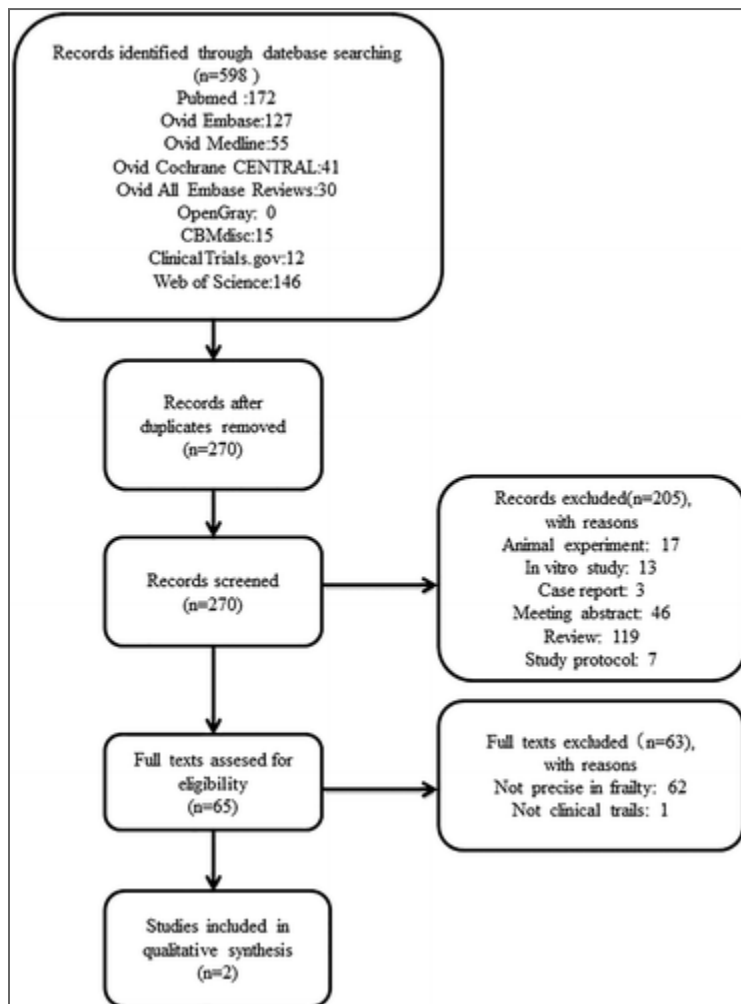 Records identified through datebase searching
(n=598 )
Pubmed :172
Ovid Embase:127
Ovid Medline:55
Ovid Cochrane CENTRAL:41
Ovid All Embase Reviews:30
OpenGray: 0
CBMdisc:15
ClinicalTrials.gov:12
Web of Science:146
Records after
duplicates removed
(n=270)
Records screened
(n=270)
Records excluded(n=205),
with reasons
Animal experiment: 17
In vitro study: 13
Case report: 3
Meeting abstract: 46
Review: 119
Study protocol: 7
Full texts assesed for
eligibility
(n=65)
Full texts excluded（n=63),
with reasons
Not precise in frailty: 62
Not clinical trails: 1
Studies included in
qualitative synthesis
(n=2)